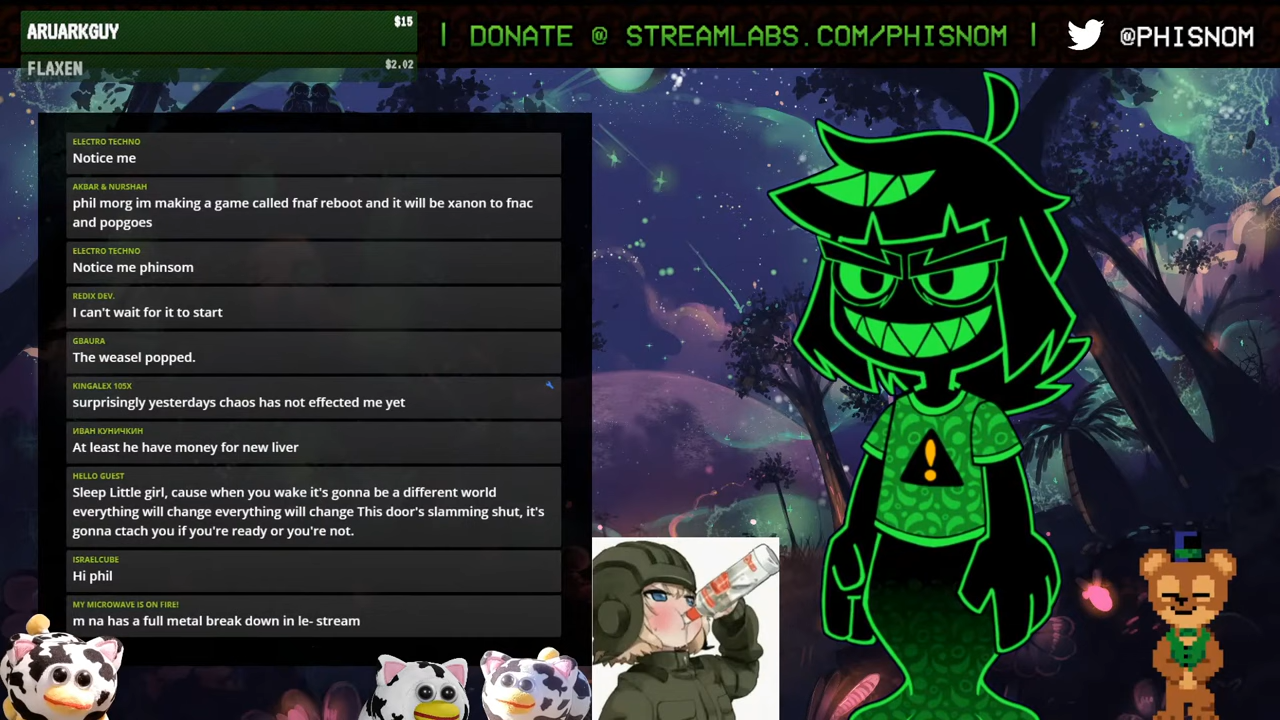 ARUARKGUY $15
FLAXEN $2.02
| DONATE @ STREAMLABS.COM/PHISNOM | @PHISNOM
ELECTRO TECHNO
Notice me
AKBAR & NURSHAH
phil morg im making a game called fnaf reboot and it will be xanon to fnac
and popgoes
ELECTRO TECHNO
Notice me phinsom
REDIX DEV.
I can't wait for it to start
GBAURA
The weasel popped.
KINGALEX 105X
surprisingly yesterdays chaos has not effected me yet
ИВАН КУНИЧКИН
At least he have money for new liver
HELLO GUEST
Sleep Little girl, cause when you wake it's gonna be a different world
everything will change everything will change This door's slamming shut, it's
gonna ctach you if you're ready or you're not.
ISRAELCUBE
Hi phil
MY MICROWAVE IS ON FIRE!
m na has a full metal break down in le- stream
!